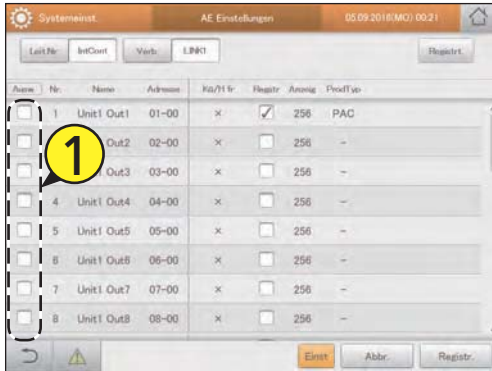 Systemeinst. AE Einstellungen 05.09.2016(MO) 00:21
Leit.Nr IntCont Verb. LINK1 Registrt.
Ausw Nr. Name Adresse Registr Anzeig ProdTyp
1 Unit1 Out1 01-00 × 256 PAC
Out2 02-00 × 256 -
Out3 03-00 × 256 -
4 Unit1 Out4 04-00 × 256 -
5 Unit1 Out5 05-00 × 256 -
6 Unit1 Out6 06-00 × 256 -
7 Unit1 Out7 07-00 × 256 -
8 Unit1 Out8 08-00 × 256 -
1
Einst Abbr. Registr.